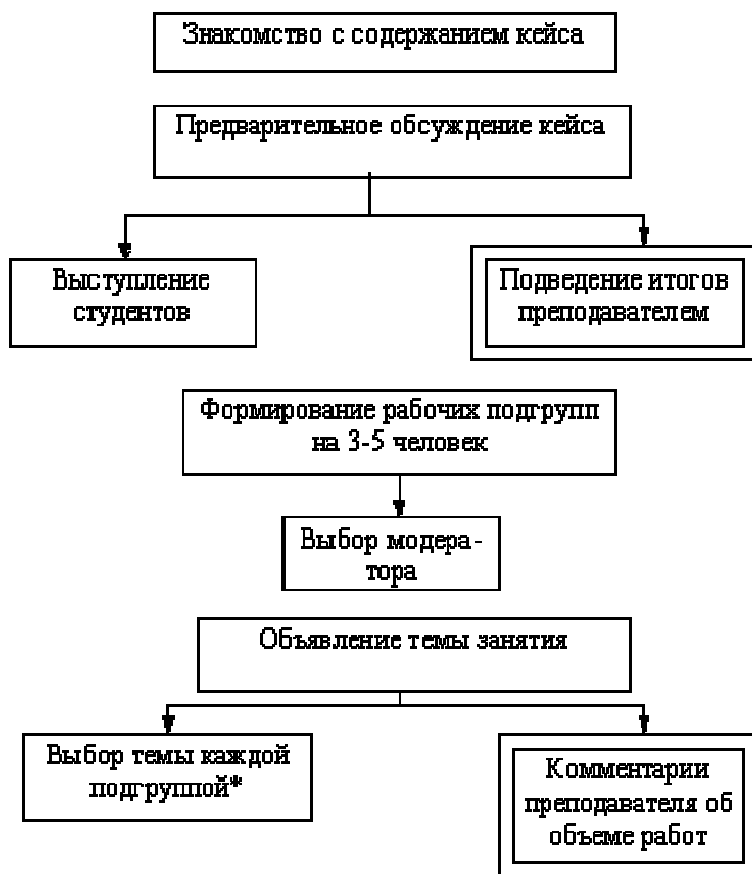 Знакомство с содержанием кейса
Предварительное обсуждение кейса
Выступление
студентов
Подведение итогов
преподавателем
Формирование рабочих подгрупп
на 3-5 человек
Выбор модера-
тора
Объявление темы занятия
Выбор темы каждой
подгруппой*
Комментарии
преподавателя об
объеме работ